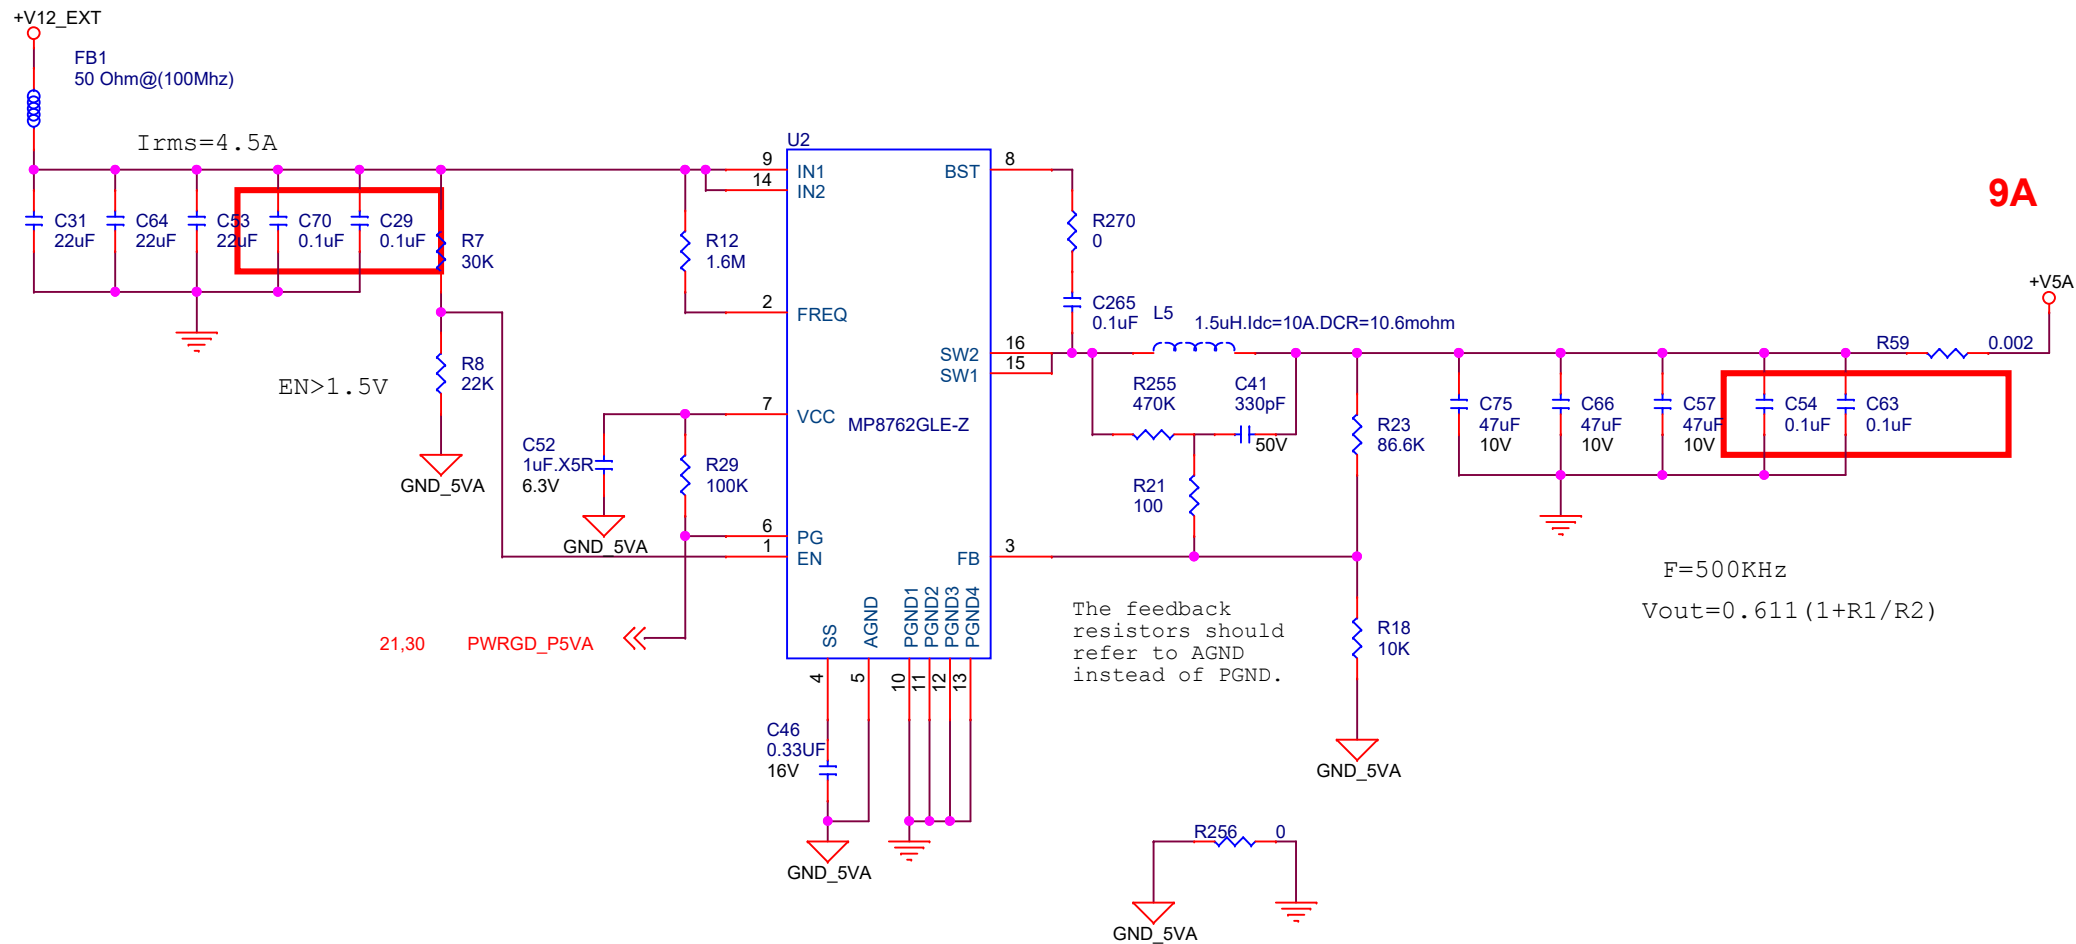 +V12_EXT
FB1
50 Ohm@(100Mhz)
Irms=4.5A
C31
22uF
C64
22uF
C53
22uF
C70
0.1uF
C29
0.1uF
R7
30K
R8
22K
EN>1.5V
GND_5VA
R12
1.6M
C52
1uF.X5R
6.3V
GND_5VA
R29
100K
21,30 PWRGD_P5VA
U2
9 IN1
14 IN2
2 FREQ
7 VCC
6 PG
1 EN
MP8762GLE-Z
BST 8
SW2 16
SW1 15
FB 3
SS 4
AGND 5
PGND1 10
PGND2 11
PGND3 12
PGND4 13
C46
0.33UF
16V
GND_5VA
R270
0
C265
0.1uF
L5
1.5uH.Idc=10A.DCR=10.6mohm
R255
470K
C41
330pF
50V
R21
100
R23
86.6K
R18
10K
GND_5VA
The feedback
resistors should
refer to AGND
instead of PGND.
C75
47uF
10V
C66
47uF
10V
C57
47uF
10V
C54
0.1uF
C63
0.1uF
R59 0.002
+V5A
9A
F=500KHz
Vout=0.611(1+R1/R2)
R256 0
GND_5VA